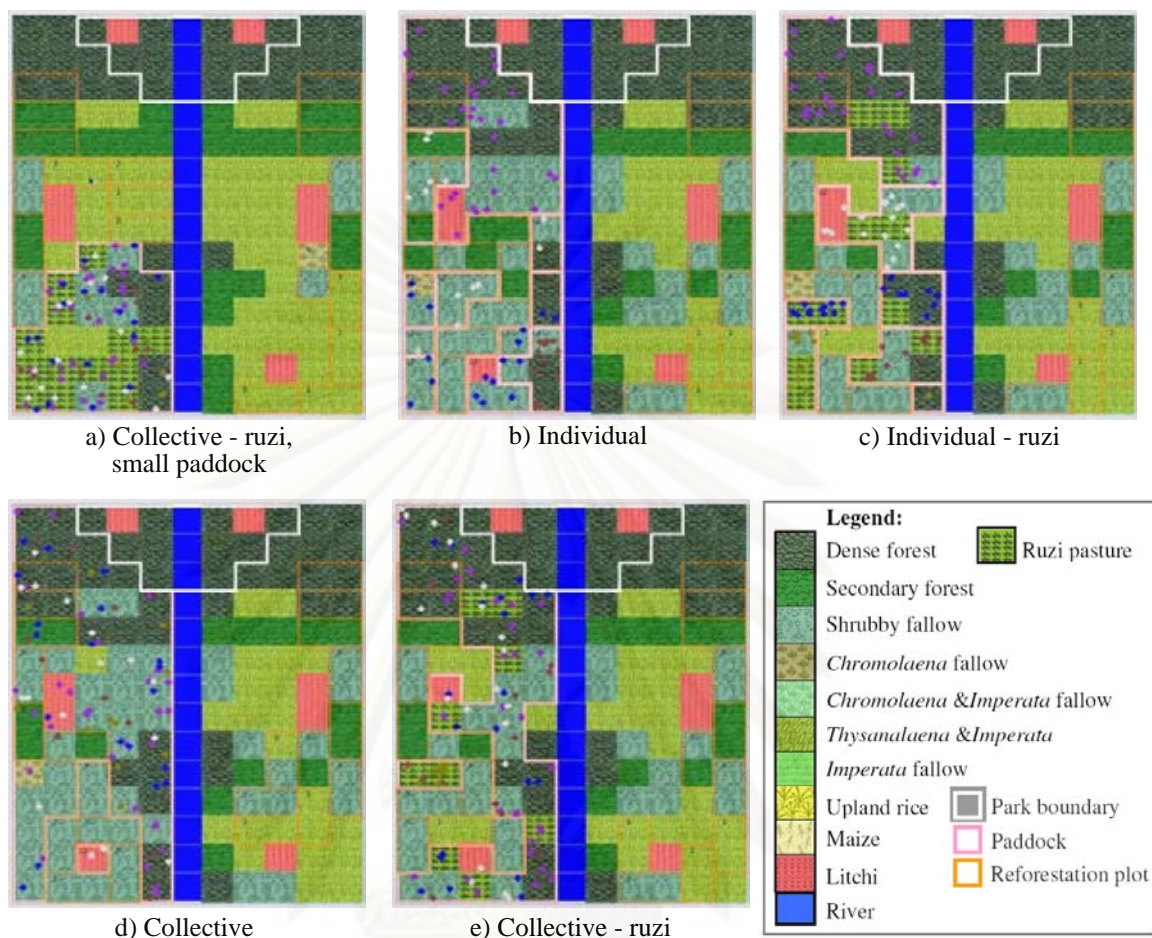 a) Collective - ruzi,
small paddock
b) Individual
c) Individual - ruzi
d) Collective
e) Collective - ruzi
Legend:
Dense forest
Ruzi pasture
Secondary forest
Shrubby fallow
Chromolaena fallow
Chromolaena &Imperata fallow
Thysanalaena &Imperata
Imperata fallow
Upland rice
Park boundary
Maize
Paddock
Litchi
Reforestation plot
River